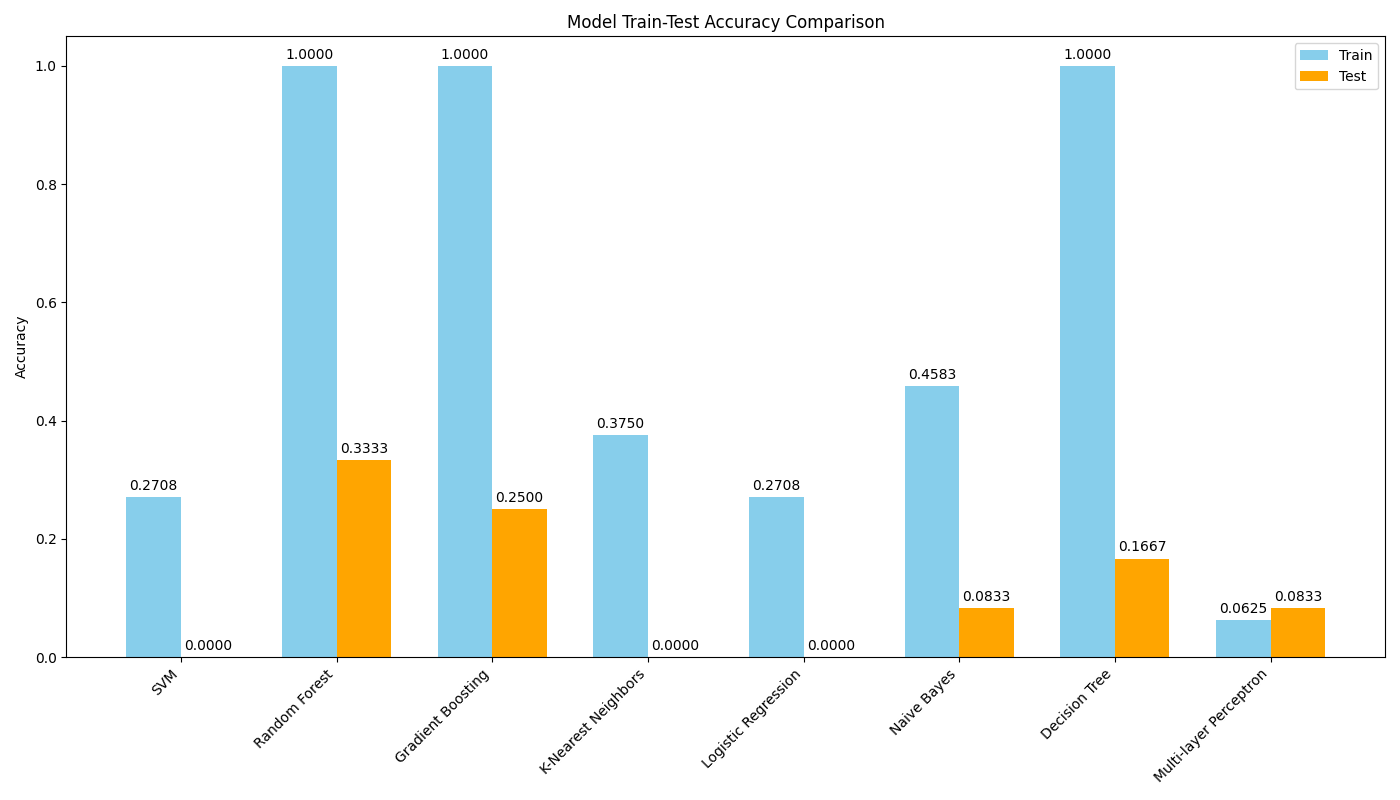 Model Train-Test Accuracy Comparison
Train
Test
Accuracy
1.0
0.8
0.6
0.4
0.2
0.0
0.2708
0.0000
1.0000
0.3333
1.0000
0.2500
0.3750
0.0000
0.2708
0.0000
0.4583
0.0833
1.0000
0.1667
0.0625
0.0833
SVM
Random Forest
Gradient Boosting
K-Nearest Neighbors
Logistic Regression
Naive Bayes
Decision Tree
Multi-layer Perceptron